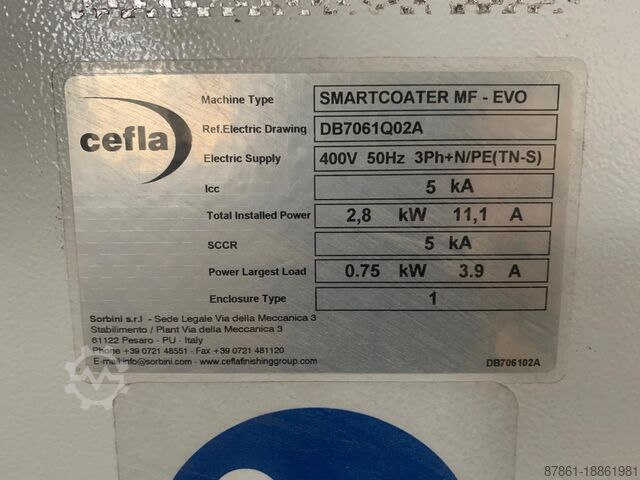 cefla
Machine Type SMARTCOATER MF - EVO
Ref.Electric Drawing DB7061Q02A
Electric Supply 400V 50Hz 3Ph+N/PE(TN-S)
Icc 5 kA
Total Installed Power 2,8 kW 11,1 A
SCCR 5 kA
Power Largest Load 0.75 kW 3.9 A
Enclosure Type 1
Sorbini s.r.l - Sede Legale Via della Meccanica 3
Stabilimento / Plant Via della Meccanica 3
61122 Pesaro - PU - Italy
Phone +39 0721 48551 - Fax +39 0721 481120
E-mail info@sorbini.com - www.ceflafinishinggroup.com
DB706102A
87861-18861981